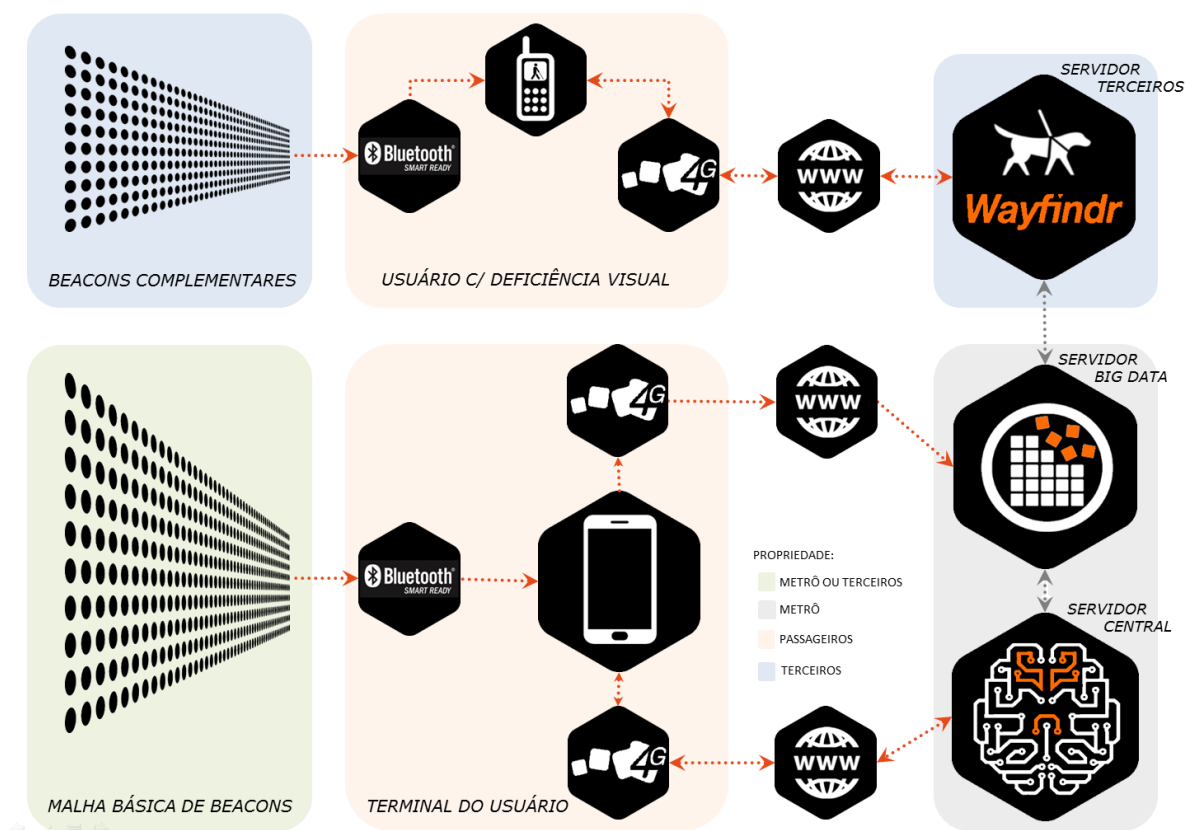 SERVIDOR
TERCEIROS
Bluetooth
SMART READY
4G
WWW
Wayfindr
BEACONS COMPLEMENTARES
USUÁRIO C/ DEFICIÊNCIA VISUAL
SERVIDOR
BIG DATA
4G
WWW
PROPRIEDADE:
METRÔ OU TERCEIROS
METRÔ
PASSAGEIROS
TERCEIROS
Bluetooth
SMART READY
SERVIDOR
CENTRAL
4G
WWW
MALHA BÁSICA DE BEACONS
TERMINAL DO USUÁRIO